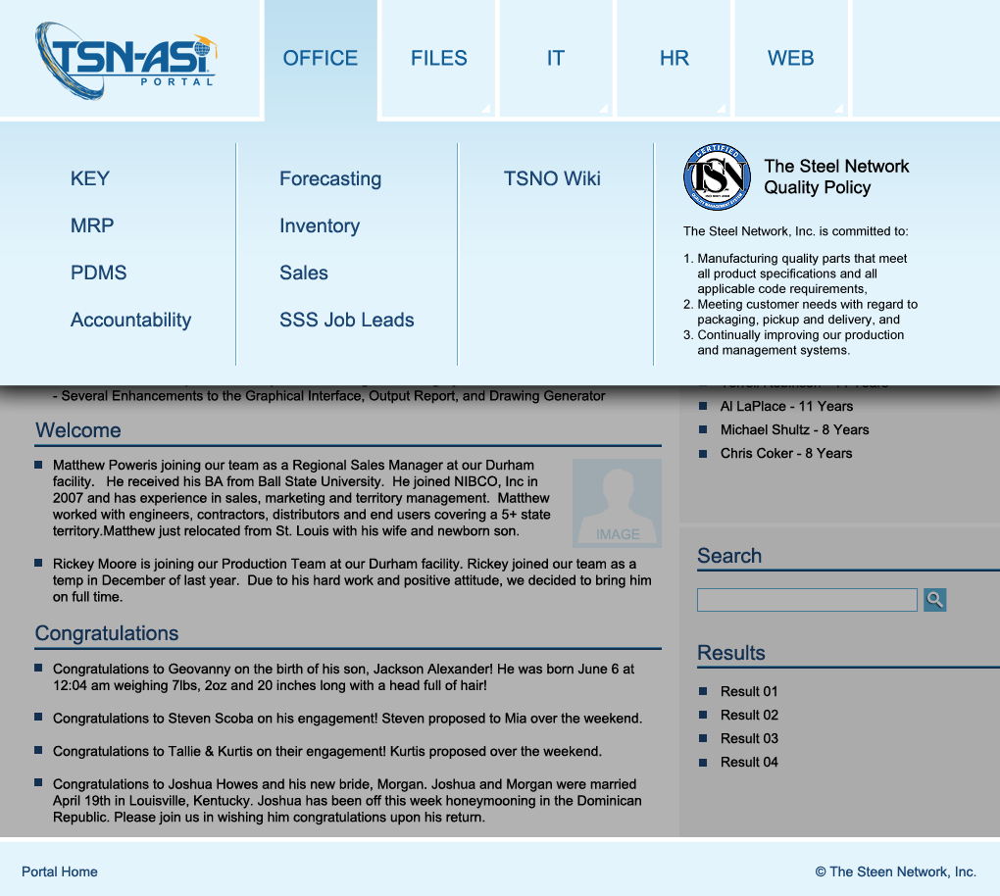 TSN-ASi
PORTAL
OFFICE
FILES
IT
HR
WEB
KEY
MRP
PDMS
Accountability
Forecasting
Inventory
Sales
SSS Job Leads
TSNO Wiki
CERTIFIED
TSN
The Steel Network
Quality Policy
The Steel Network, Inc. is committed to:
1. Manufacturing quality parts that meet
all product specifications and all
applicable code requirements,
2. Meeting customer needs with regard to
packaging, pickup and delivery, and
3. Continually improving our production
and management systems.
- Several Enhancements to the Graphical Interface, Output Report, and Drawing Generator
Welcome
Matthew Poweris joining our team as a Regional Sales Manager at our Durham
facility.   He received his BA from Ball State University.  He joined NIBCO, Inc in
2007 and has experience in sales, marketing and territory management.  Matthew
worked with engineers, contractors, distributors and end users covering a 5+ state
territory.Matthew just relocated from St. Louis with his wife and newborn son.
IMAGE
Rickey Moore is joining our Production Team at our Durham facility. Rickey joined our team as a
temp in December of last year.  Due to his hard work and positive attitude, we decided to bring him
on full time.
Congratulations
Congratulations to Geovanny on the birth of his son, Jackson Alexander! He was born June 6 at
12:04 am weighing 7lbs, 2oz and 20 inches long with a head full of hair!
Congratulations to Steven Scoba on his engagement! Steven proposed to Mia over the weekend.
Congratulations to Tallie & Kurtis on their engagement! Kurtis proposed over the weekend.
Congratulations to Joshua Howes and his new bride, Morgan. Joshua and Morgan were married
April 19th in Louisville, Kentucky. Joshua has been off this week honeymooning in the Dominican
Republic. Please join us in wishing him congratulations upon his return.
Al LaPlace - 11 Years
Michael Shultz - 8 Years
Chris Coker - 8 Years
Search
Results
Result 01
Result 02
Result 03
Result 04
Portal Home
© The Steen Network, Inc.